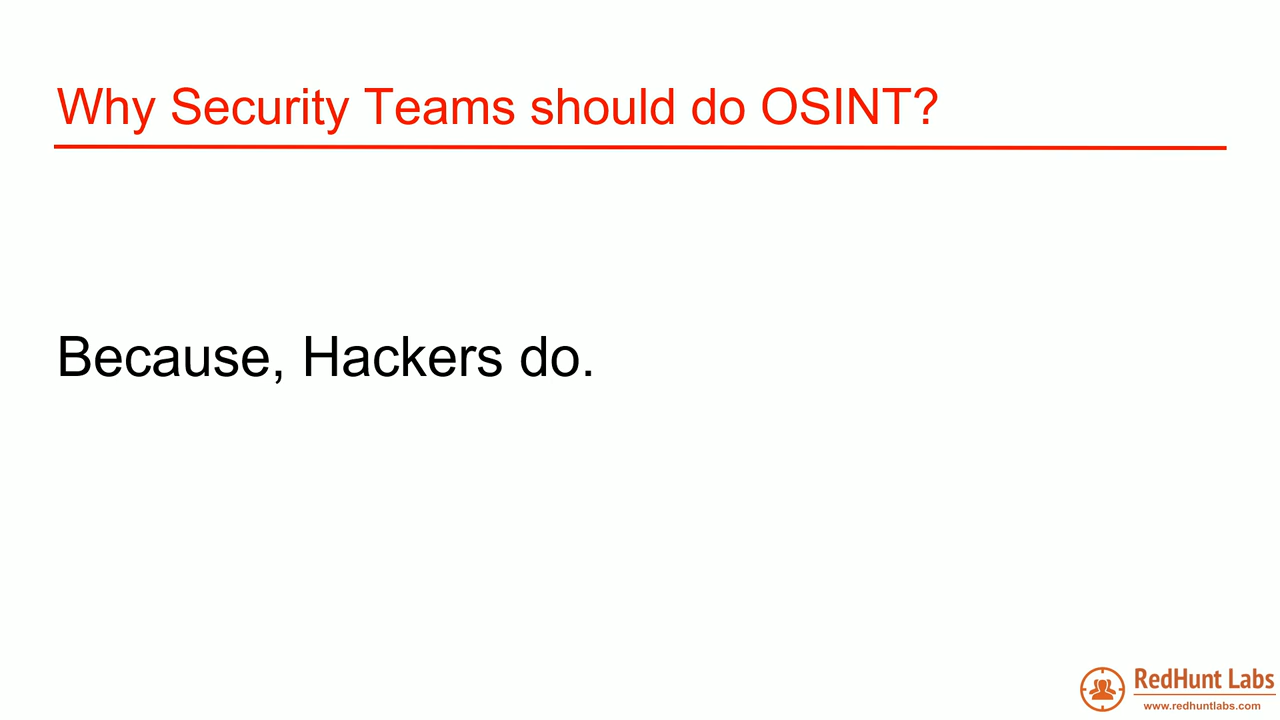 Why Security Teams should do OSINT?
Because, Hackers do.
RedHunt Labs
www.redhuntlabs.com